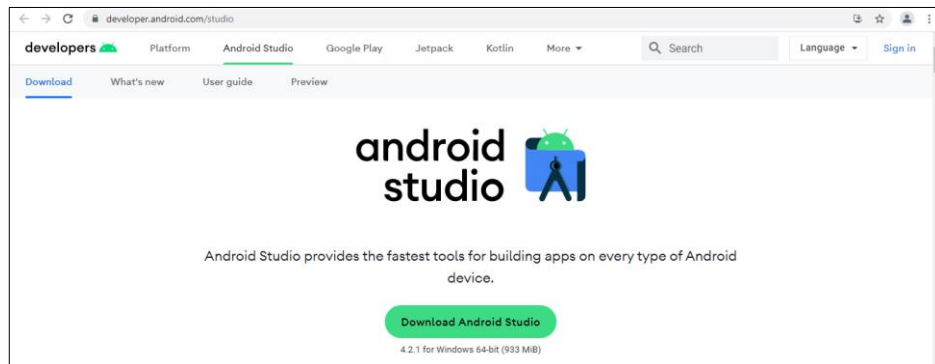 developer.android.com/studio
developers Platform Android Studio Google Play Jetpack Kotlin More Search Language Sign in
Download What's new User guide Preview
android
studio
Android Studio provides the fastest tools for building apps on every type of Android
device.
Download Android Studio
4.2.1 for Windows 64-bit (933 MiB)